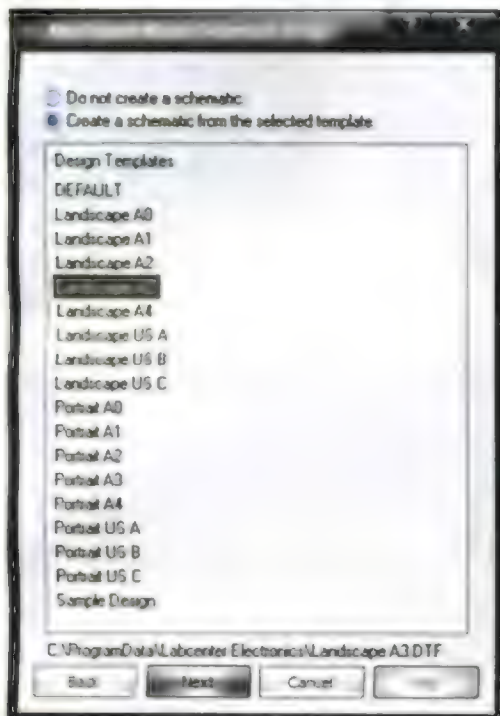 Do not create a schematic
Create a schematic from the selected template
Design Templates
DEFAULT
Landscape A0
Landscape A1
Landscape A2
Landscape A4
Landscape US A
Landscape US B
Landscape US C
Portrait A0
Portrait A1
Portrait A2
Portrait A3
Portrait A4
Portrait US A
Portrait US B
Portrait US C
Sample Design
C:\ProgramData\Labcenter Electronics\Landscape A3.DTF
Back Next Cancel